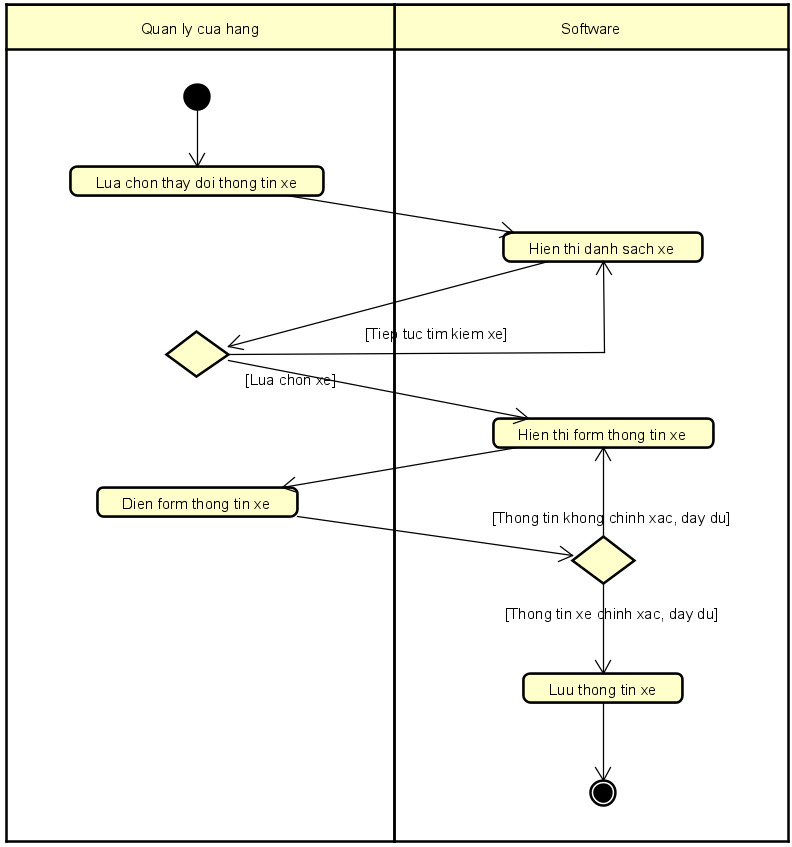 Quan ly cua hang
Software
Lua chon thay doi thong tin xe
Hien thi danh sach xe
[Tiep tuc tim kiem xe]
[Lua chon xe]
Hien thi form thong tin xe
Dien form thong tin xe
[Thong tin khong chinh xac, day du]
[Thong tin xe chinh xac, day du]
Luu thong tin xe